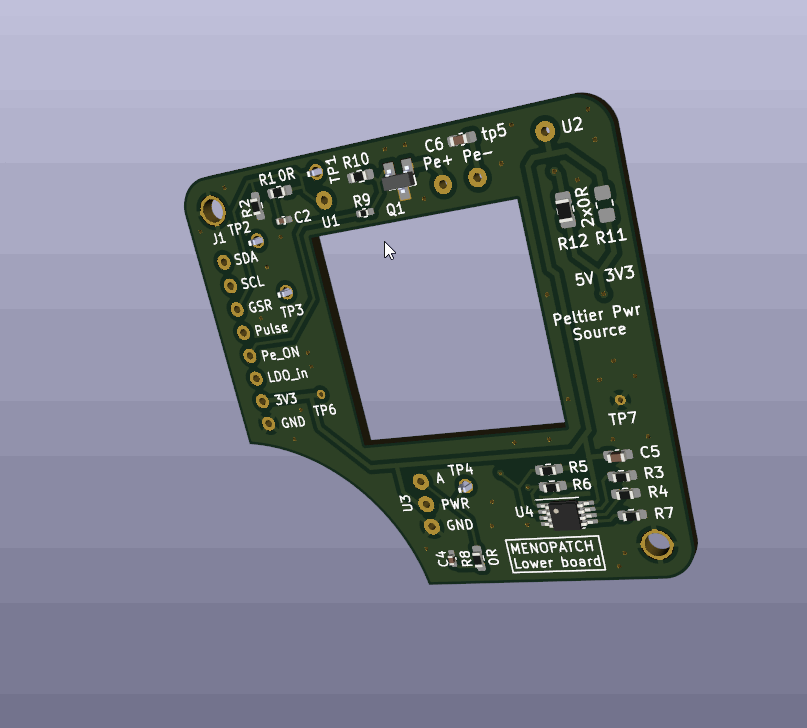 U2
C6 tp5
R1 0R TP1 R10 Pe+ Pe-
R2 C2 U1 R9 Q1
2x0R
J1 TP2
R12 R11
SDA
SCL
5V 3V3
GSR TP3
Pulse
Peltier Pwr
Source
Pe_ON
LDO_in
3V3 TP6
GND
TP7
C5
A TP4
R5 R3
R6 R4
U3 PWR
U4 R7
GND
C4 R8 0R
MENOPATCH
Lower board